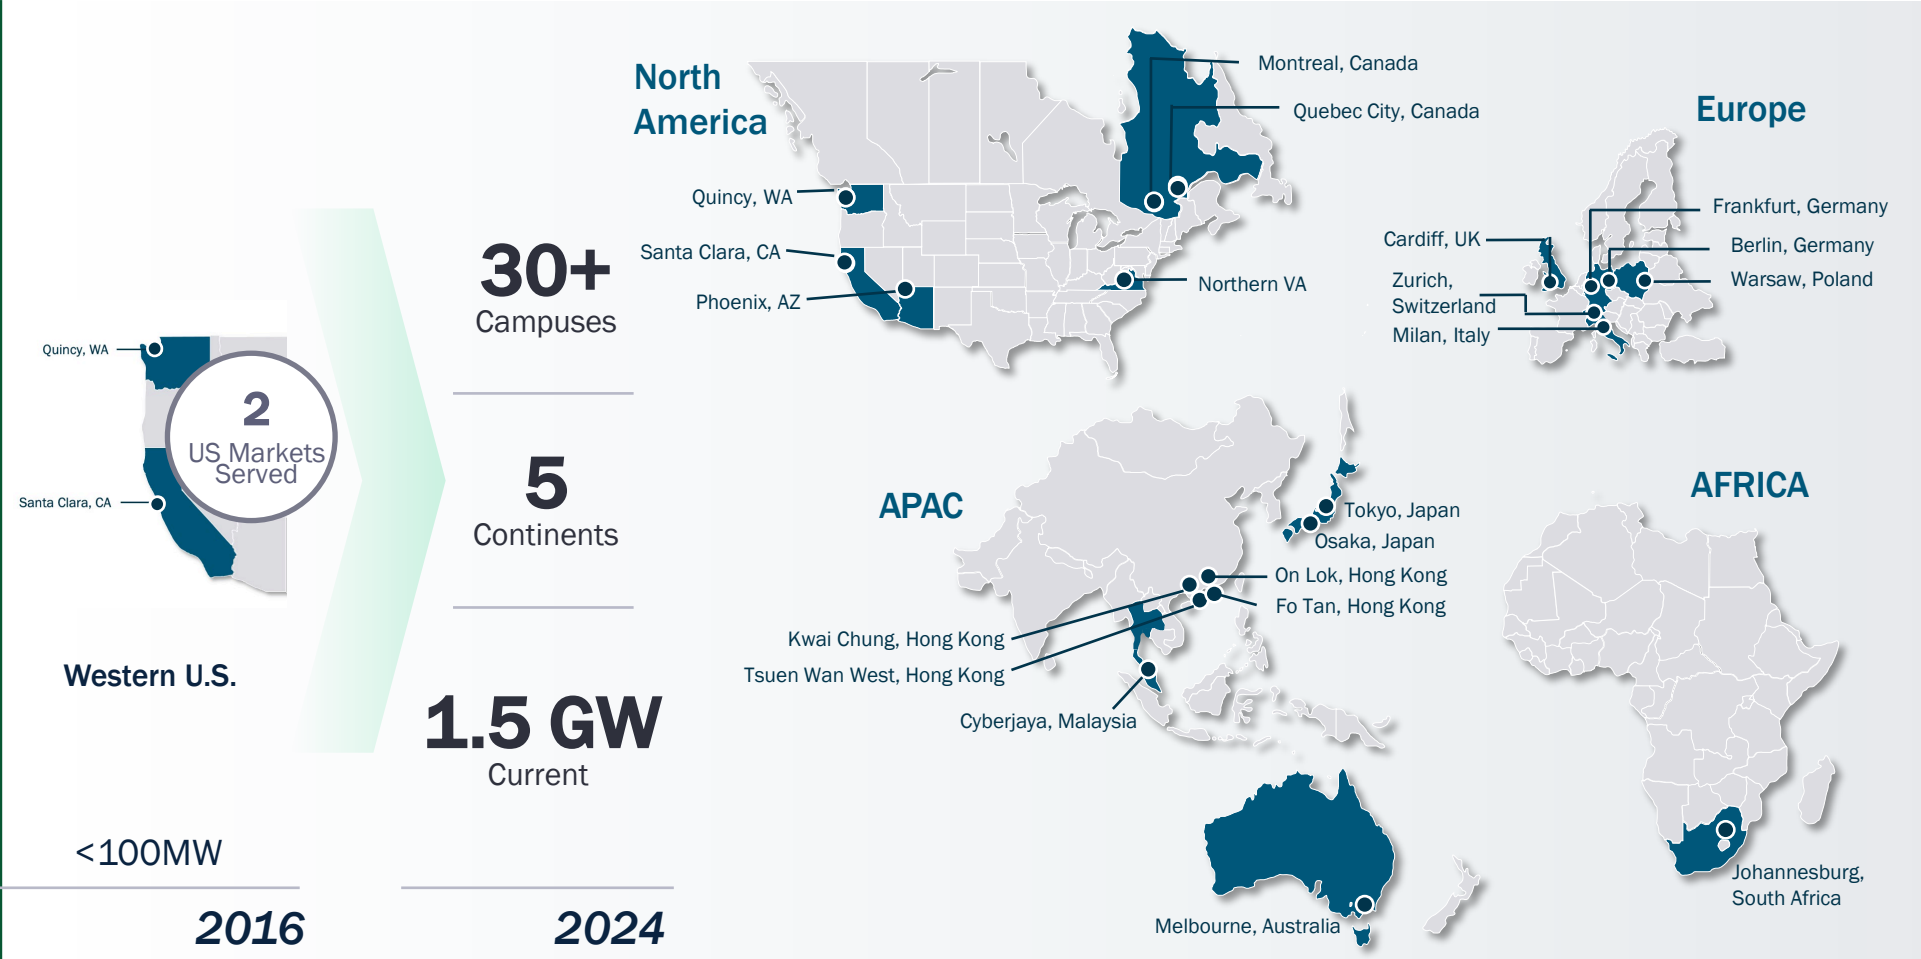 Quincy, WA
2
US Markets
Served
Santa Clara, CA
Western U.S.
<100MW
2016
30+
Campuses
5
Continents
1.5 GW
Current
2024
North
America
Montreal, Canada
Quebec City, Canada
Quincy, WA
Santa Clara, CA
Phoenix, AZ
Northern VA
Europe
Frankfurt, Germany
Cardiff, UK
Berlin, Germany
Zurich,
Switzerland
Warsaw, Poland
Milan, Italy
APAC
Tokyo, Japan
Osaka, Japan
On Lok, Hong Kong
Fo Tan, Hong Kong
Kwai Chung, Hong Kong
Tsuen Wan West, Hong Kong
Cyberjaya, Malaysia
Melbourne, Australia
AFRICA
Johannesburg,
South Africa